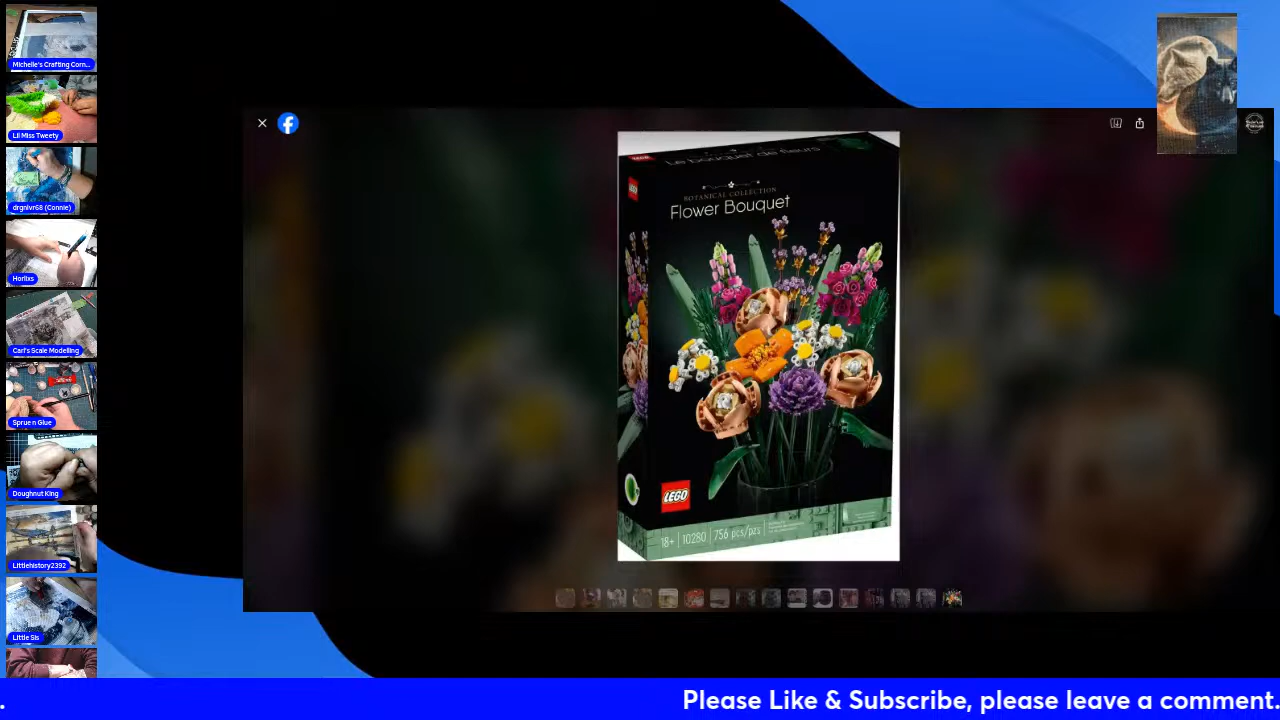 Michelle's Crafting Corn...
Lil Miss Tweety
drgnlvr68 (Connie)
Horlixs
Carl's Scale Modelling
Sprue n Glue
Doughnut King
Littlehistory2392
Little Sis
Le bouquet de fleurs
BOTANICAL COLLECTION
Flower Bouquet
LEGO
18+ 10280 756 pcs/pzs
. Please Like & Subscribe, please leave a comment.